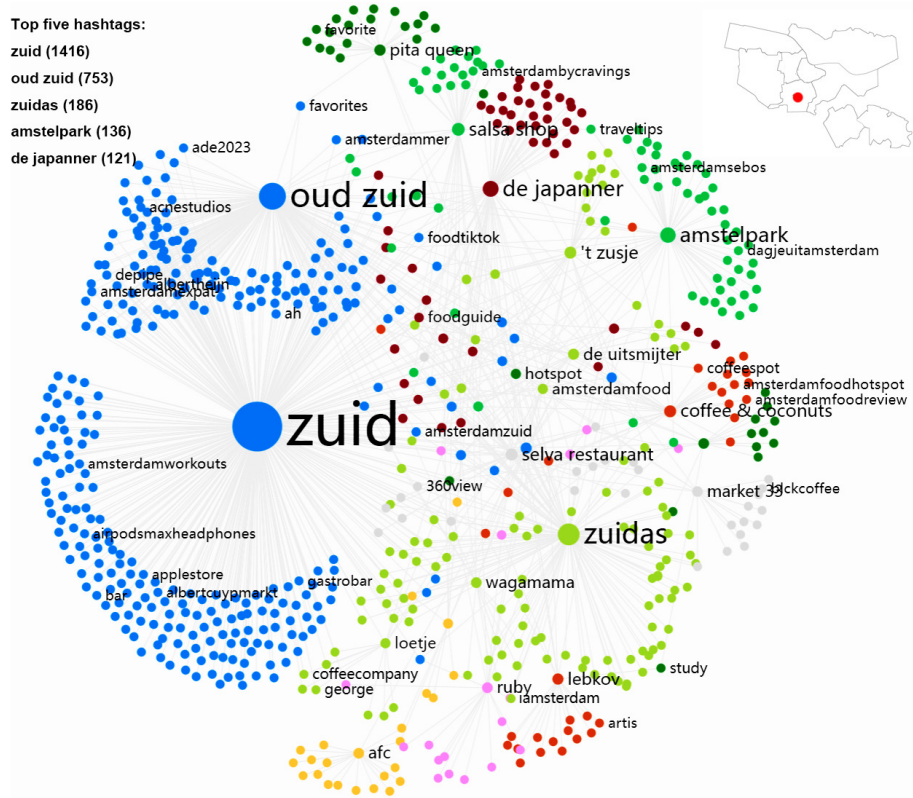 Top five hashtags:
zuid (1416)
oud zuid (753)
zuidas (186)
amstelpark (136)
de japanner (121)
favorite
pita queen
amsterdambycravings
favorites
salsa shop
traveltips
amsterdammer
ade2023
amsterdamsebos
oud zuid
de japanner
acnestudios
amstelpark
foodtiktok
't zusje
dagjeuitamsterdam
depipe
albertheijn
amsterdamexpat
ah
foodguide
de uitsmijter
coffeespot
hotspot
amsterdamfood
amsterdamfoodhotspot
amsterdamfoodreview
coffee & coconuts
zuid
amsterdamzuid
selva restaurant
amsterdamworkouts
360view
market 33
blckcoffee
airpodsmaxheadphones
zuidas
applestore
gastrobar
wagamama
albertcuypmarkt
bar
loetje
study
coffeecompany
lebkov
george
ruby
iamsterdam
artis
afc